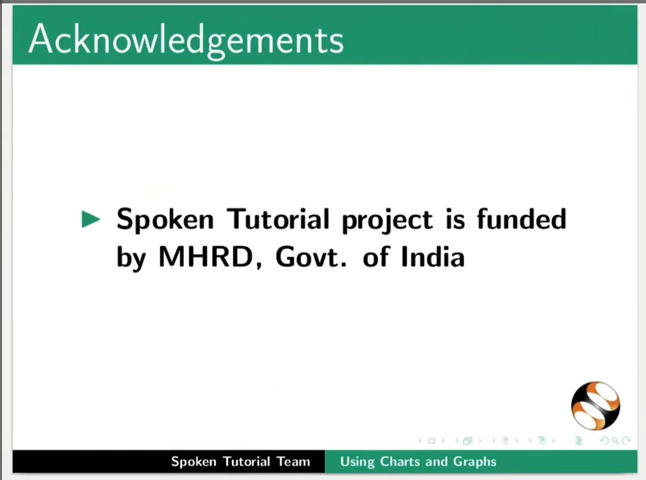 Acknowledgements
Spoken Tutorial project is funded
by MHRD, Govt. of India
Spoken Tutorial Team
Using Charts and Graphs